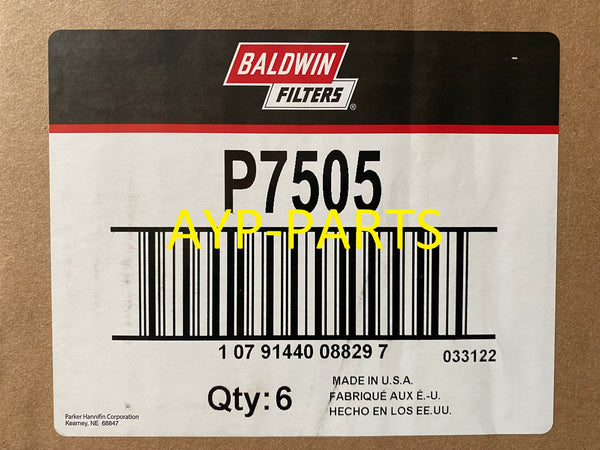 BALDWIN
FILTERS®
P7505
AYP-PARTS
1 07 91440 08829 7
033122
Qty: 6
MADE IN U.S.A.
FABRIQUÉ AUX É.-U.
HECHO EN LOS EE.UU.
Parker Hannifin Corporation
Kearney, NE 68847